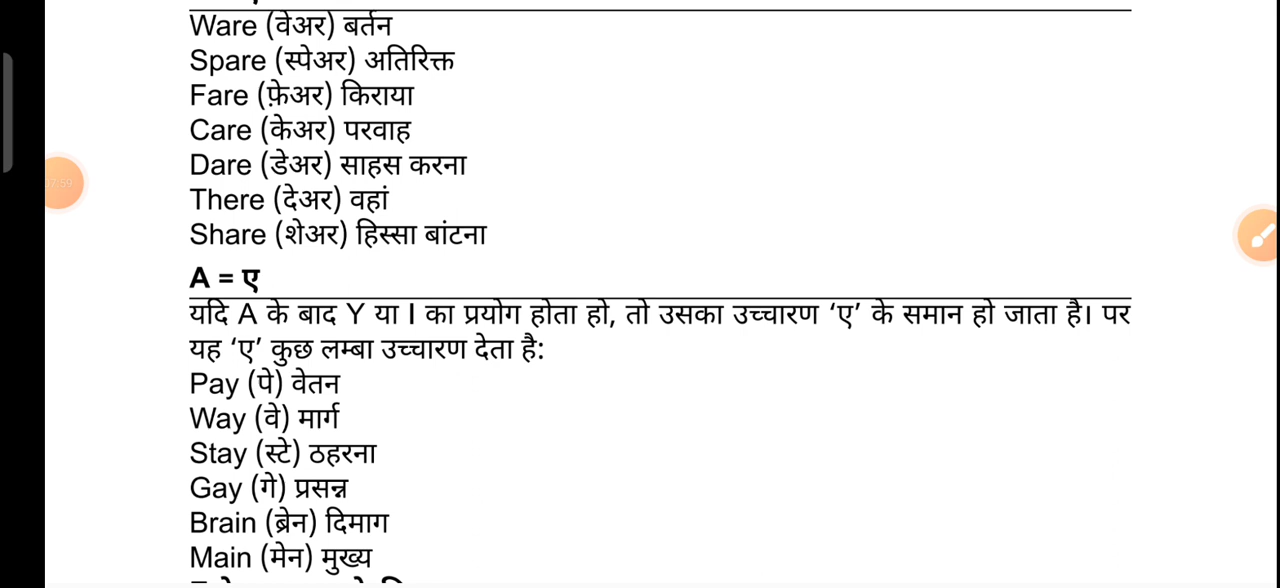 Ware (वेअर) बर्तन
Spare (स्पेअर) अतिरिक्त
Fare (फ़ेअर) किराया
Care (केअर) परवाह
Dare (डेअर) साहस करना
There (देअर) वहां
Share (शेअर) हिस्सा बांटना
A = ए
यदि A के बाद Y या I का प्रयोग होता हो, तो उसका उच्चारण ‘ए’ के समान हो जाता है। पर
यह ‘ए’ कुछ लम्बा उच्चारण देता है:
Pay (पे) वेतन
Way (वे) मार्ग
Stay (स्टे) ठहरना
Gay (गे) प्रसन्न
Brain (ब्रेन) दिमाग
Main (मेन) मुख्य
07:59